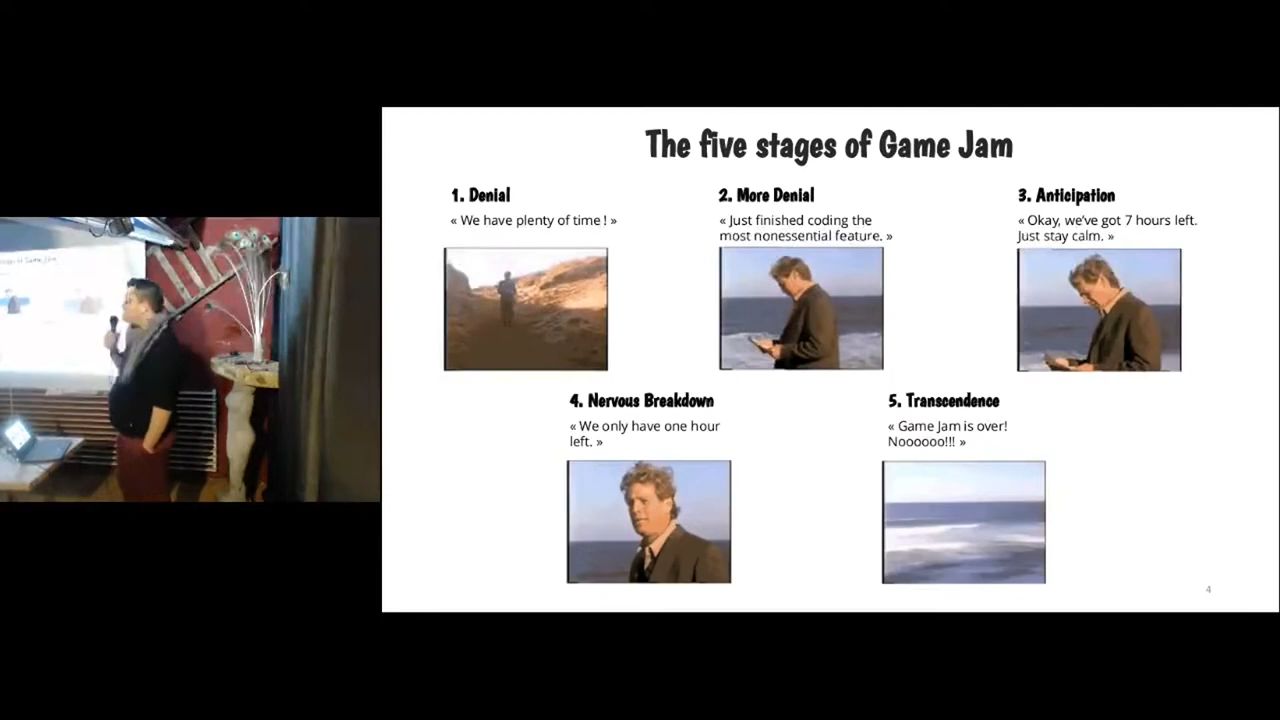 The five stages of Game Jam
1. Denial
« We have plenty of time ! »
2. More Denial
« Just finished coding the
most nonessential feature. »
3. Anticipation
« Okay, we’ve got 7 hours left.
Just stay calm. »
4. Nervous Breakdown
« We only have one hour
left. »
5. Transcendence
« Game Jam is over!
Noooooo!!! »
4